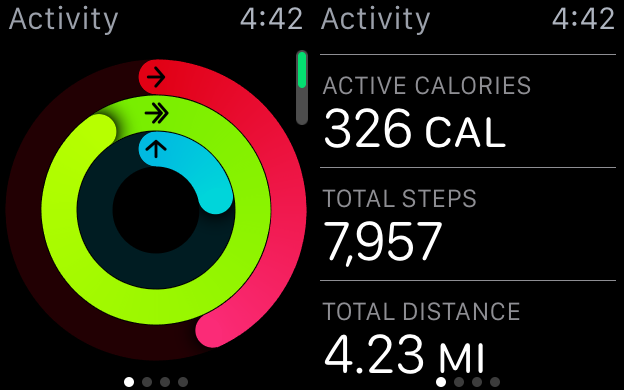 Activity 4:42
Activity 4:42
ACTIVE CALORIES
326 CAL
TOTAL STEPS
7,957
TOTAL DISTANCE
4.23 MI